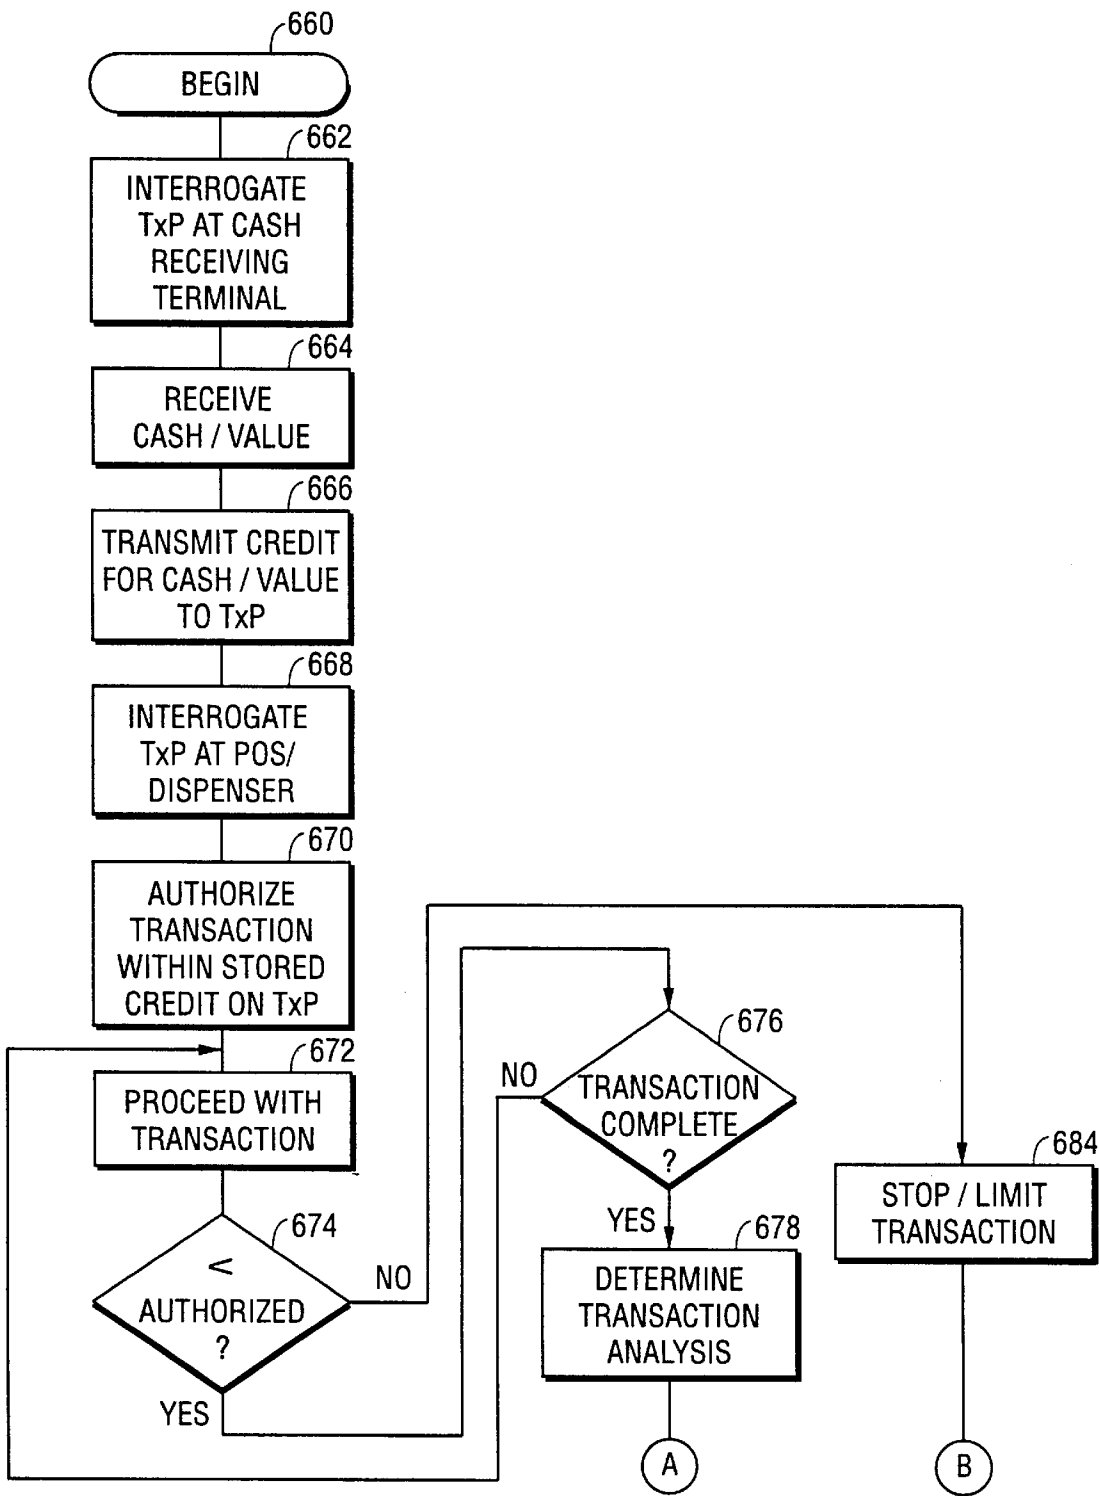 660
BEGIN
662
INTERROGATE
TxP AT CASH
RECEIVING
TERMINAL
664
RECEIVE
CASH / VALUE
666
TRANSMIT CREDIT
FOR CASH / VALUE
TO TxP
668
INTERROGATE
TxP AT POS/
DISPENSER
670
AUTHORIZE
TRANSACTION
WITHIN STORED
CREDIT ON TxP
672
PROCEED WITH
TRANSACTION
674
<
AUTHORIZED
?
NO
YES
676
TRANSACTION
COMPLETE
?
NO
YES
678
DETERMINE
TRANSACTION
ANALYSIS
A
684
STOP / LIMIT
TRANSACTION
B